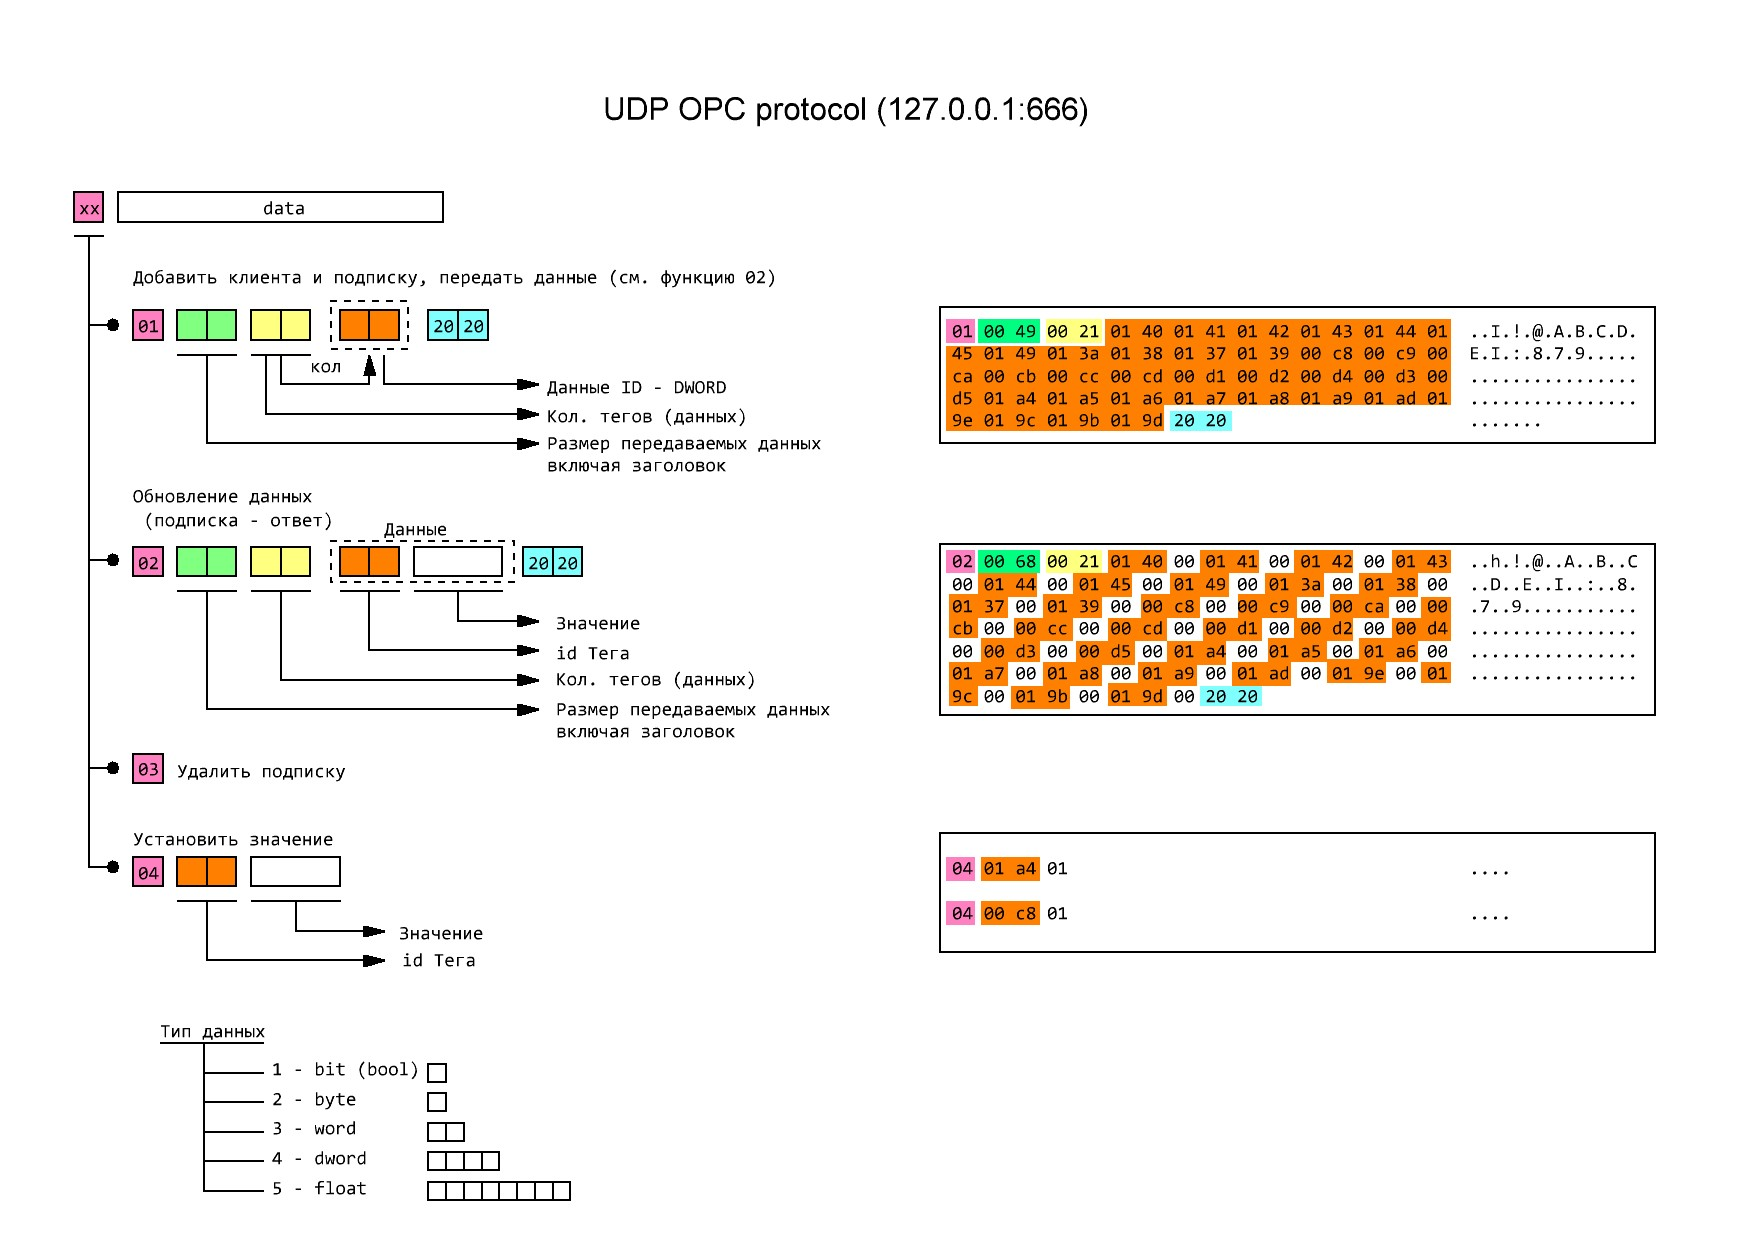 UDP OPC protocol (127.0.0.1:666)
xx data
Добавить клиента и подписку, передать данные (см. функцию 02)
01 20 20
кол
Данные ID - DWORD
Кол. тегов (данных)
Размер передаваемых данных
включая заголовок
01 00 49 00 21 01 40 01 41 01 42 01 43 01 44 01 ..I.!.@.A.B.C.D.
45 01 49 01 3a 01 38 01 37 01 39 00 c8 00 c9 00 E.I.:.8.7.9.....
ca 00 cb 00 cc 00 cd 00 d1 00 d2 00 d4 00 d3 00 ................
d5 01 a4 01 a5 01 a6 01 a7 01 a8 01 a9 01 ad 01 ................
9e 01 9c 01 9b 01 9d 20 20 .......
Обновление данных
(подписка - ответ)
Данные
02 20 20
Значение
id Тега
Кол. тегов (данных)
Размер передаваемых данных
включая заголовок
02 00 68 00 21 01 40 00 01 41 00 01 42 00 01 43 ..h.!.@..A..B..C
00 01 44 00 01 45 00 01 49 00 01 3a 00 01 38 00 ..D..E..I..:..8.
01 37 00 01 39 00 00 c8 00 00 c9 00 00 ca 00 00 .7..9...........
cb 00 00 cc 00 00 cd 00 00 d1 00 00 d2 00 00 d4 ................
00 00 d3 00 00 d5 00 01 a4 00 01 a5 00 01 a6 00 ................
01 a7 00 01 a8 00 01 a9 00 01 ad 00 01 9e 00 01 ................
9c 00 01 9b 00 01 9d 00 20 20
03 Удалить подписку
Установить значение
04
Значение
id Тега
04 01 a4 01 ....
04 00 c8 01 ....
Тип данных
1 - bit (bool)
2 - byte
3 - word
4 - dword
5 - float